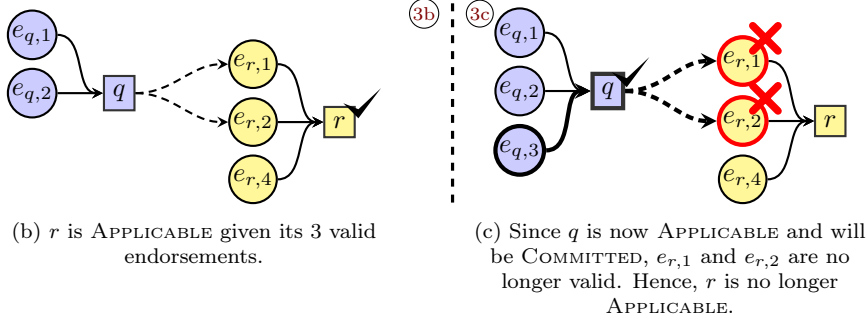 3b
3c
e_{q,1}
e_{q,2}
q
e_{r,1}
e_{r,2}
e_{r,4}
r
(b) r is APPLICABLE given its 3 valid
endorsements.
e_{q,1}
e_{q,2}
e_{q,3}
q
e_{r,1}
e_{r,2}
e_{r,4}
r
(c) Since q is now APPLICABLE and will
be COMMITTED, e_{r,1} and e_{r,2} are no
longer valid. Hence, r is no longer
APPLICABLE.